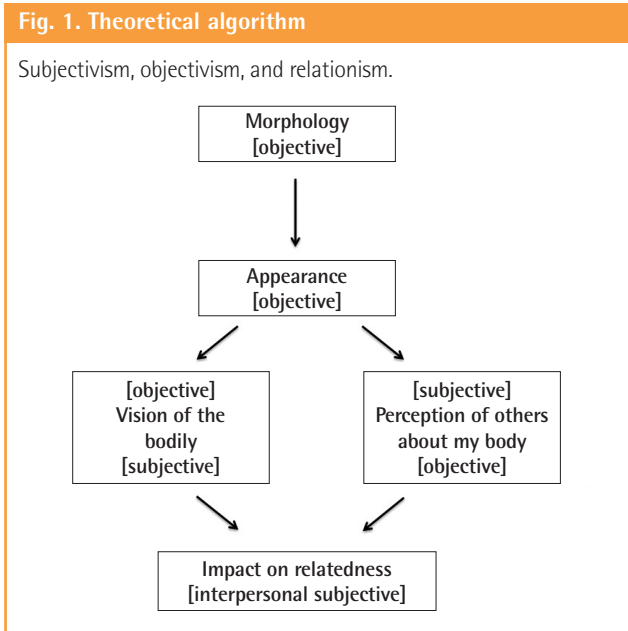 Fig. 1. Theoretical algorithm
Subjectivism, objectivism, and relationism.
Morphology
[objective]
Appearance
[objective]
[objective]
Vision of the
bodily
[subjective]
[subjective]
Perception of others
about my body
[objective]
Impact on relatedness
[interpersonal subjective]